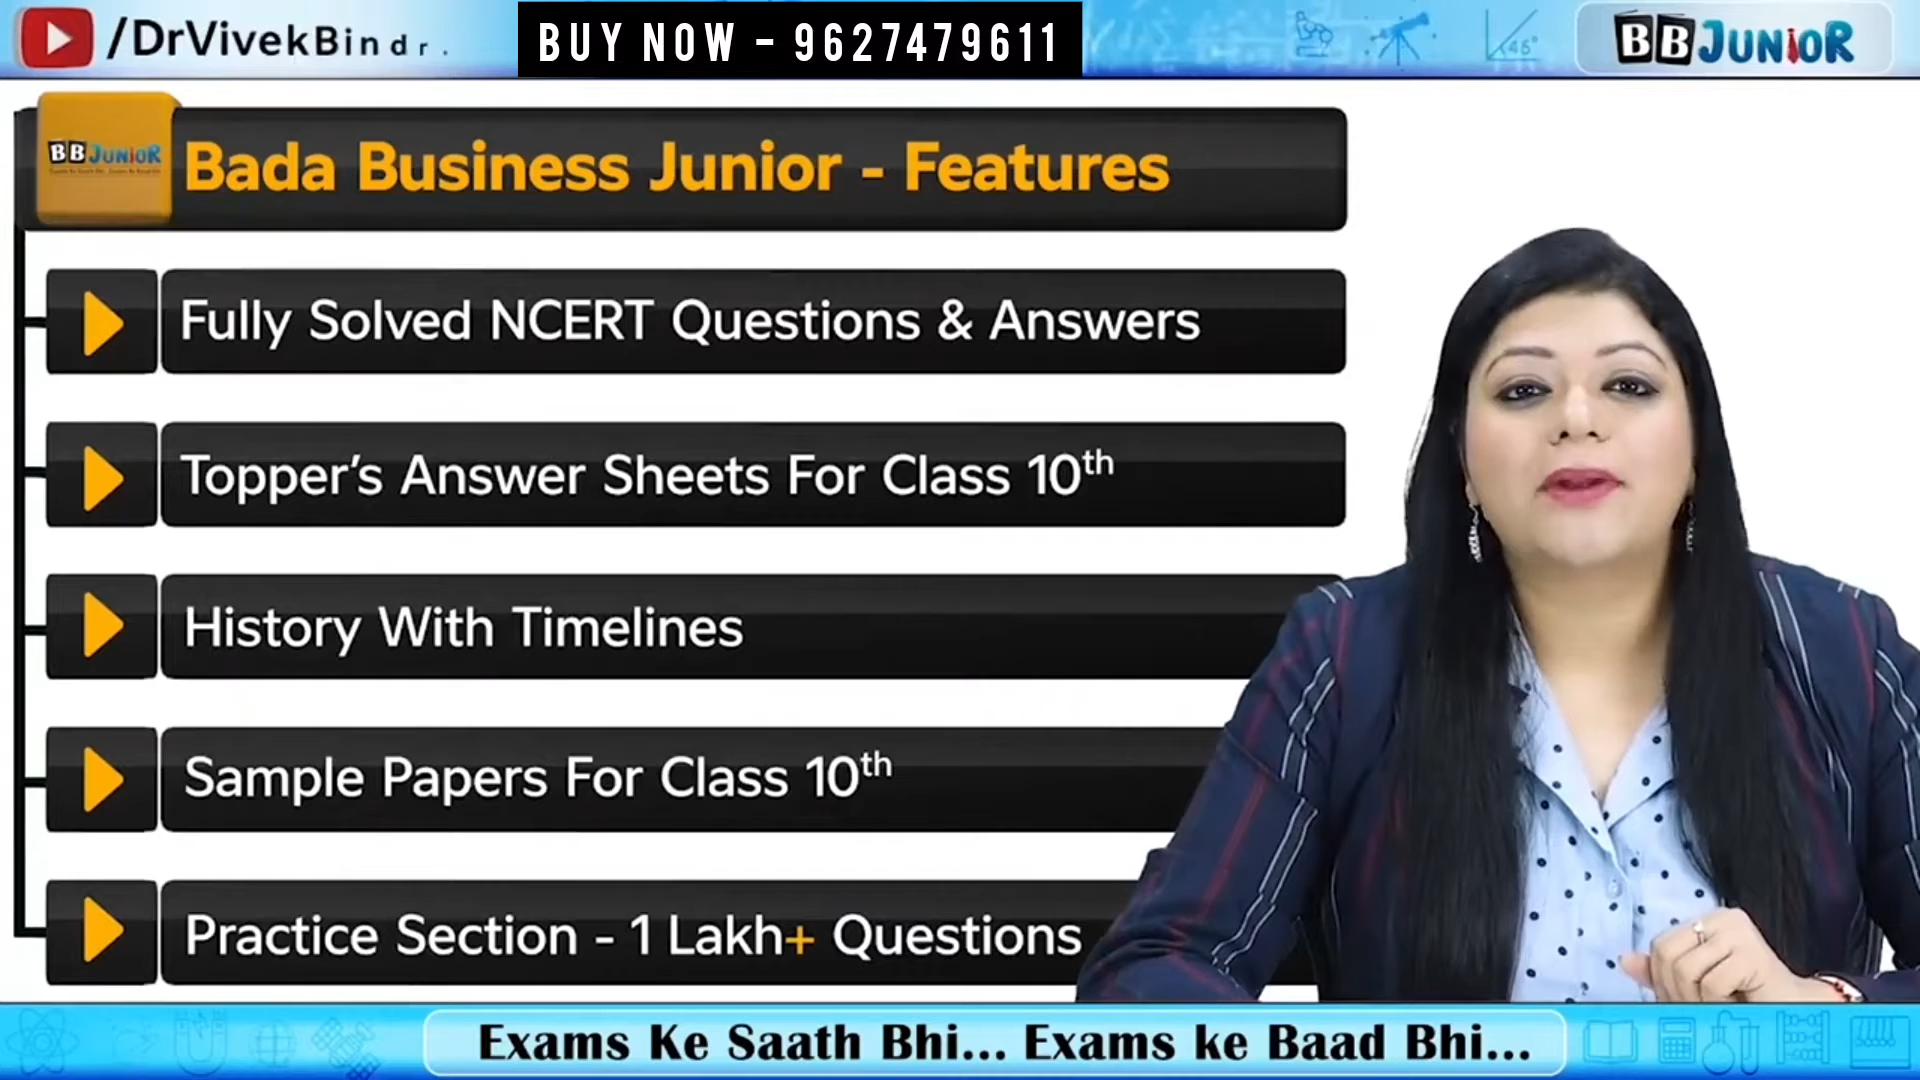 /DrVivekBindr.
BUY NOW - 9627479611
BBJUNIOR
BBJUNIOR
Bada Business Junior - Features
Fully Solved NCERT Questions & Answers
Topper's Answer Sheets For Class 10th
History With Timelines
Sample Papers For Class 10th
Practice Section - 1 Lakh+ Questions
Exams Ke Saath Bhi... Exams ke Baad Bhi...